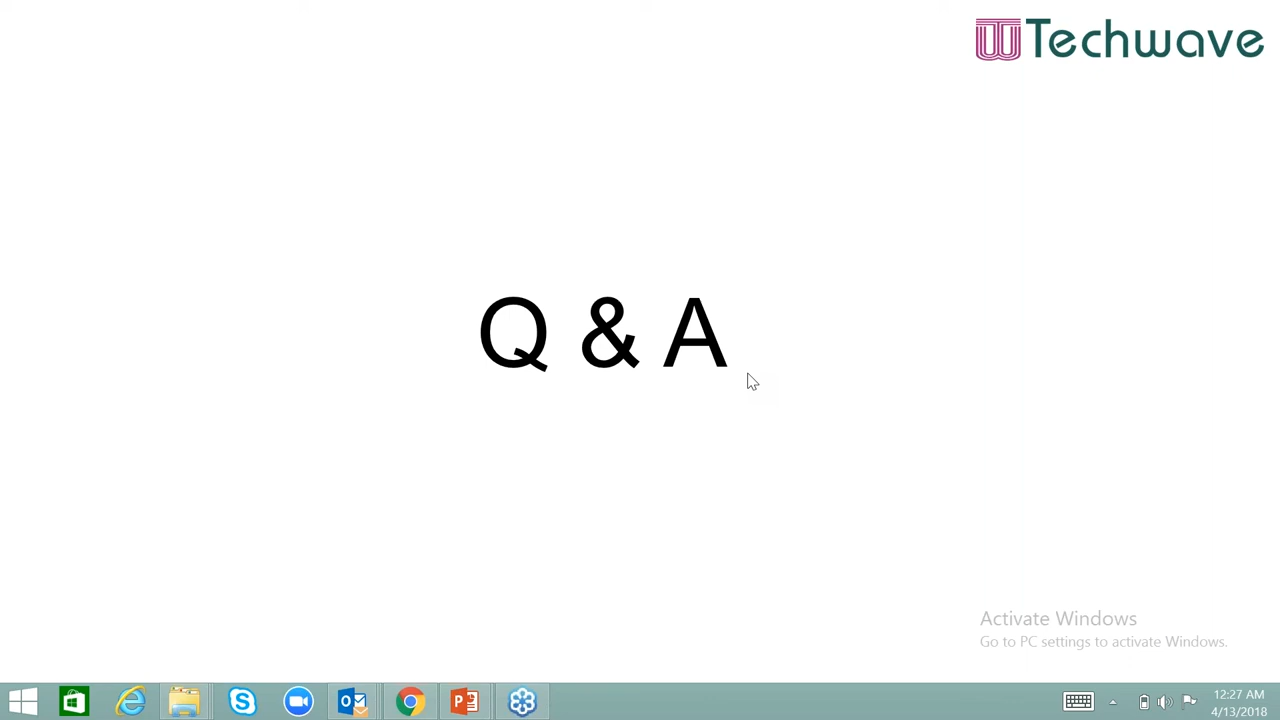 Techwave
Q & A
Activate Windows
Go to PC settings to activate Windows.
12:27 AM
4/13/2018